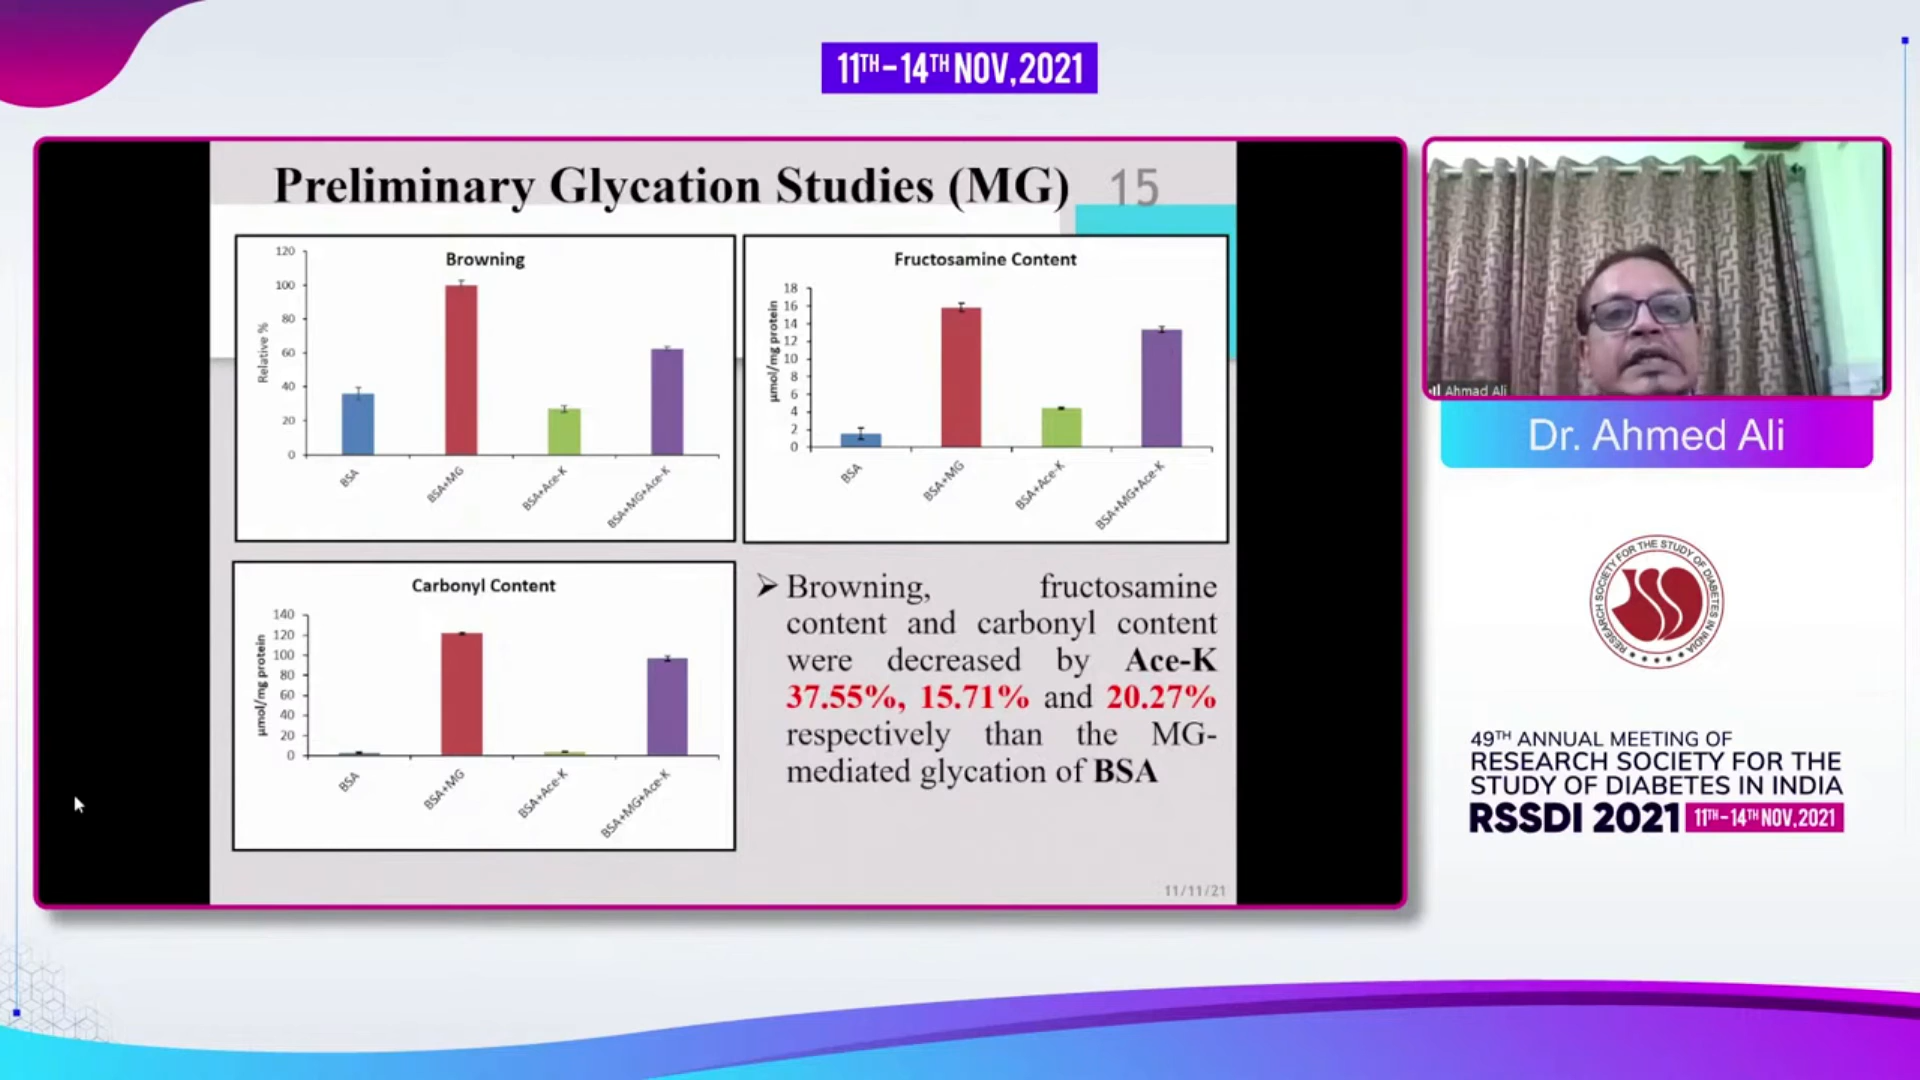 11TH-14TH NOV, 2021
Preliminary Glycation Studies (MG)
15
Browning
Relative %
120
100
80
60
40
20
0
BSA
BSA+MG
BSA+Ace-K
BSA+MG+Ace-K
Fructosamine Content
µmol/mg protein
18
16
14
12
10
8
6
4
2
0
BSA
BSA+MG
BSA+Ace-K
BSA+MG+Ace-K
Carbonyl Content
µmol/mg protein
140
120
100
80
60
40
20
0
BSA
BSA+MG
BSA+Ace-K
BSA+MG+Ace-K
➢ Browning, fructosamine
content and carbonyl content
were decreased by Ace-K
37.55%, 15.71% and 20.27%
respectively than the MG-
mediated glycation of BSA
11/11/21
Ahmad Ali
Dr. Ahmed Ali
RESEARCH SOCIETY FOR THE STUDY OF DIABETES IN INDIA
49TH ANNUAL MEETING OF
RESEARCH SOCIETY FOR THE
STUDY OF DIABETES IN INDIA
RSSDI 2021 11TH-14TH NOV, 2021